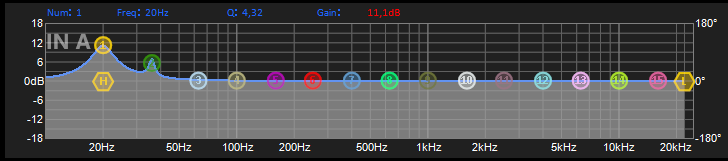 Num: 1 Freq: 20Hz Q: 4,32 Gain: 11,1dB
18 180°
IN A 1
12
6 2
0dB H 3 4 5 6 7 8 9 10 11 12 13 14 15 L 0°
-6
-12
-18 -180°
20Hz 50Hz 100Hz 200Hz 500Hz 1kHz 2kHz 5kHz 10kHz 20kHz